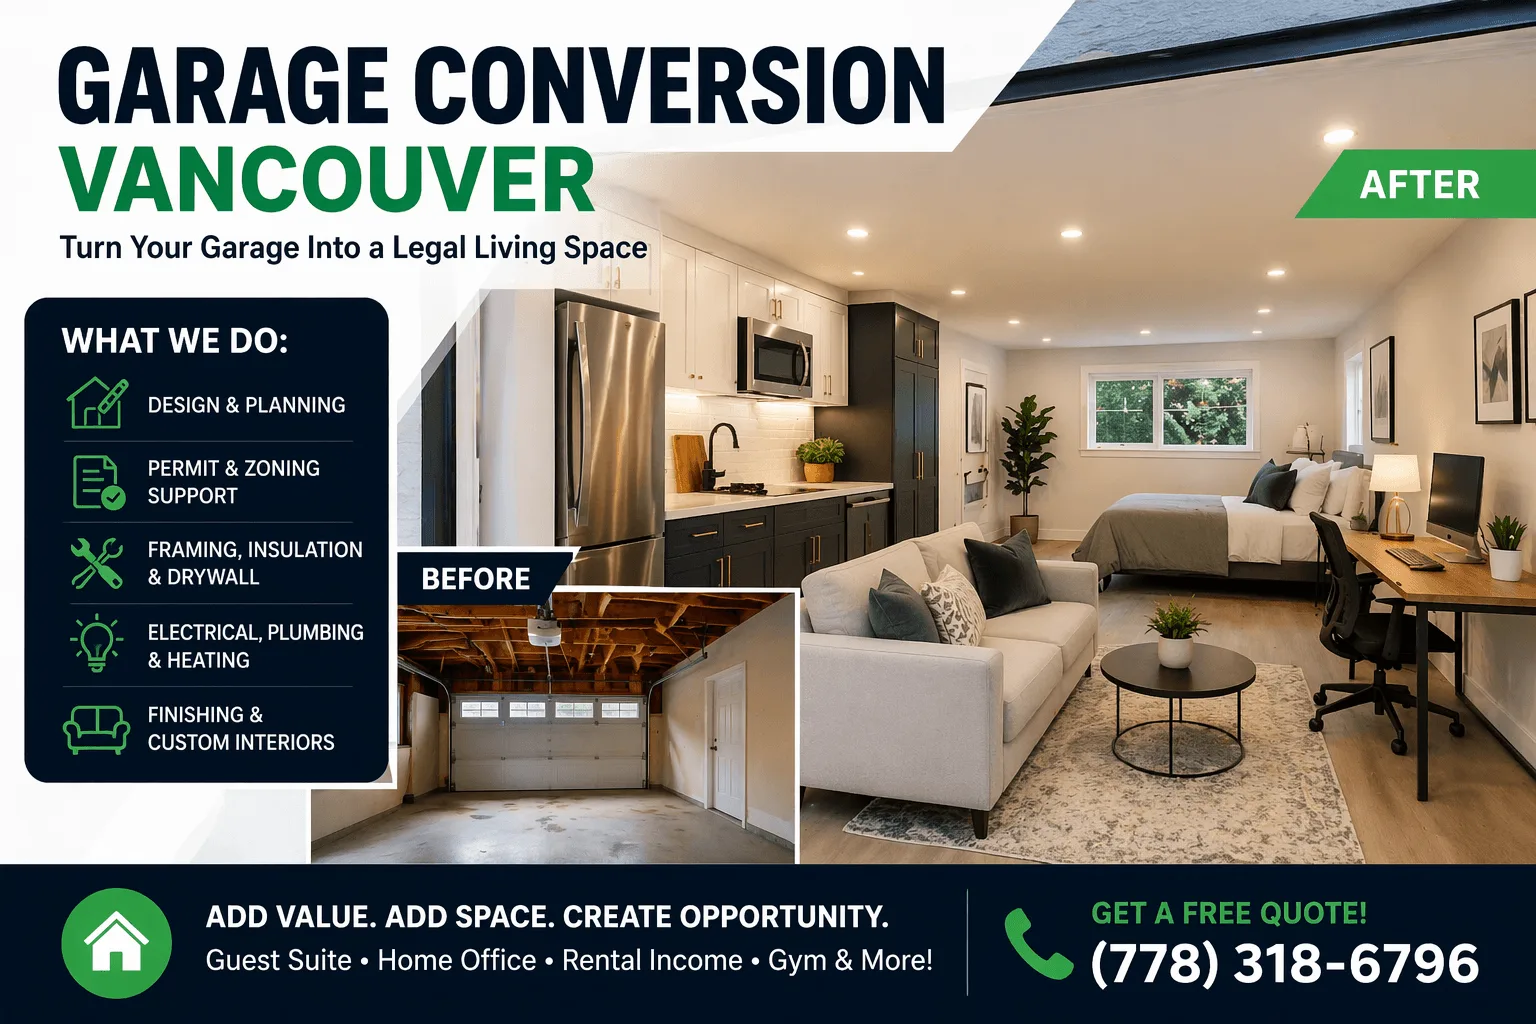 GARAGE CONVERSION
VANCOUVER
Turn Your Garage Into a Legal Living Space
AFTER
WHAT WE DO:
DESIGN & PLANNING
PERMIT & ZONING
SUPPORT
FRAMING, INSULATION
& DRYWALL
ELECTRICAL, PLUMBING
& HEATING
FINISHING &
CUSTOM INTERIORS
BEFORE
ADD VALUE. ADD SPACE. CREATE OPPORTUNITY.
Guest Suite • Home Office • Rental Income • Gym & More!
GET A FREE QUOTE!
(778) 318-6796